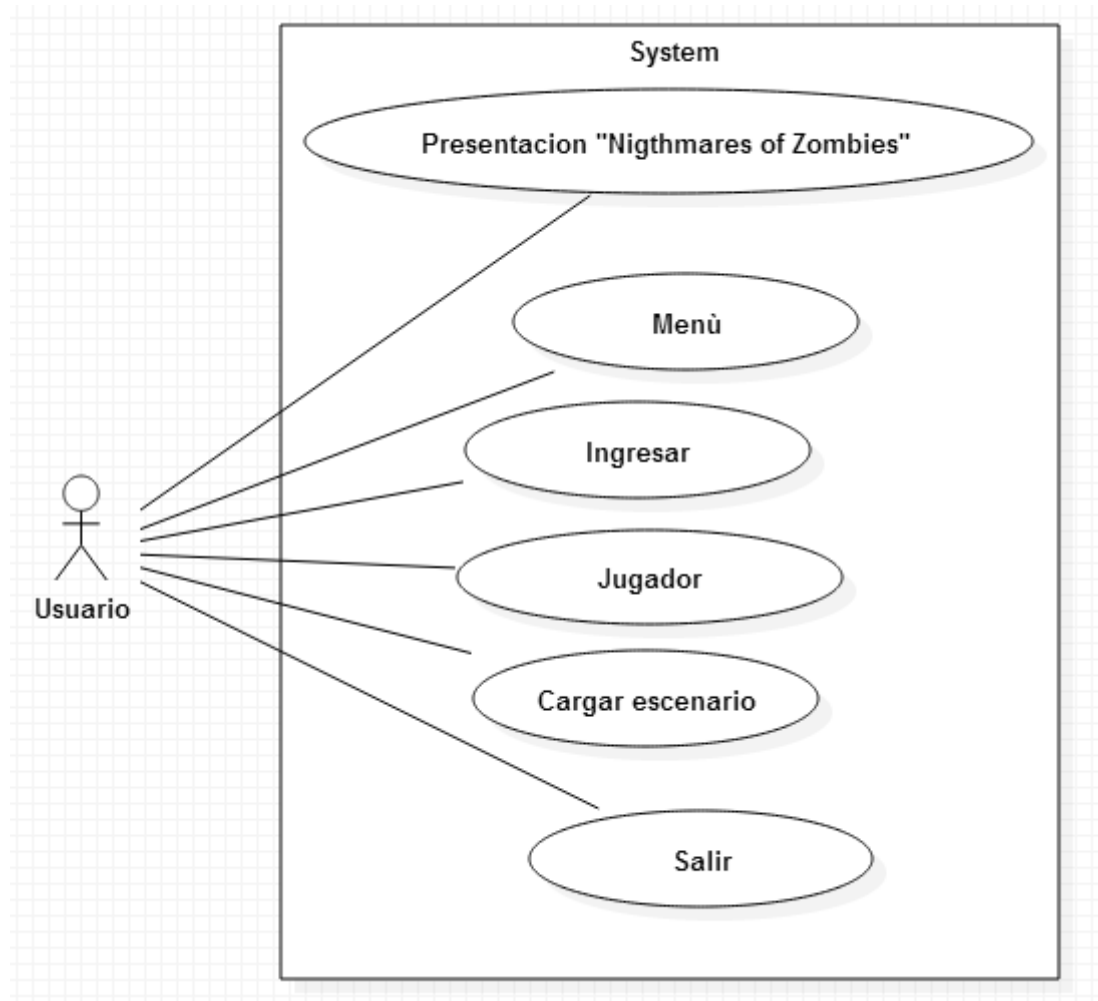 System
Presentacion "Nigthmares of Zombies"
Menù
Ingresar
Jugador
Usuario
Cargar escenario
Salir